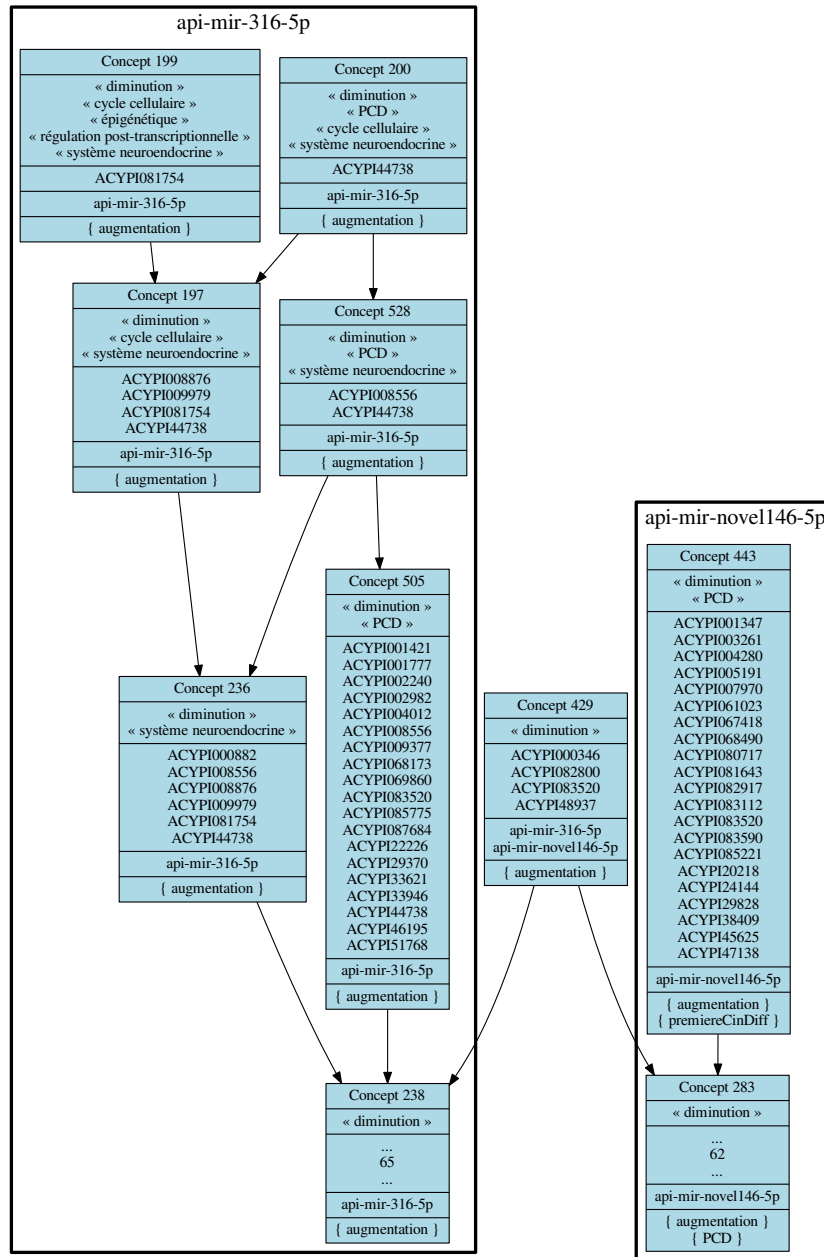 api-mir-316-5p
Concept 199
« diminution »
« cycle cellulaire »
« épigénétique »
« régulation post-transcriptionnelle »
« système neuroendocrine »
ACYPI081754
api-mir-316-5p
{ augmentation }
Concept 200
« diminution »
« PCD »
« cycle cellulaire »
« système neuroendocrine »
ACYPI44738
api-mir-316-5p
{ augmentation }
Concept 197
« diminution »
« cycle cellulaire »
« système neuroendocrine »
ACYPI008876
ACYPI009979
ACYPI081754
ACYPI44738
api-mir-316-5p
{ augmentation }
Concept 528
« diminution »
« PCD »
« système neuroendocrine »
ACYPI008556
ACYPI44738
api-mir-316-5p
{ augmentation }
Concept 505
« diminution »
« PCD »
ACYPI001421
ACYPI001777
ACYPI002240
ACYPI002982
ACYPI004012
ACYPI008556
ACYPI009377
ACYPI068173
ACYPI069860
ACYPI083520
ACYPI085775
ACYPI087684
ACYPI22226
ACYPI29370
ACYPI33621
ACYPI33946
ACYPI44738
ACYPI46195
ACYPI51768
api-mir-316-5p
{ augmentation }
Concept 236
« diminution »
« système neuroendocrine »
ACYPI000882
ACYPI008556
ACYPI008876
ACYPI009979
ACYPI081754
ACYPI44738
api-mir-316-5p
{ augmentation }
Concept 429
« diminution »
ACYPI000346
ACYPI082800
ACYPI083520
ACYPI48937
api-mir-316-5p
api-mir-novel146-5p
{ augmentation }
Concept 238
« diminution »
...
65
...
api-mir-316-5p
{ augmentation }
api-mir-novel146-5p
Concept 443
« diminution »
« PCD »
ACYPI001347
ACYPI003261
ACYPI004280
ACYPI005191
ACYPI007970
ACYPI061023
ACYPI067418
ACYPI068490
ACYPI080717
ACYPI081643
ACYPI082917
ACYPI083112
ACYPI083520
ACYPI083590
ACYPI085221
ACYPI20218
ACYPI24144
ACYPI29828
ACYPI38409
ACYPI45625
ACYPI47138
api-mir-novel146-5p
{ augmentation }
{ premiereCinDiff }
Concept 283
« diminution »
...
62
...
api-mir-novel146-5p
{ augmentation }
{ PCD }